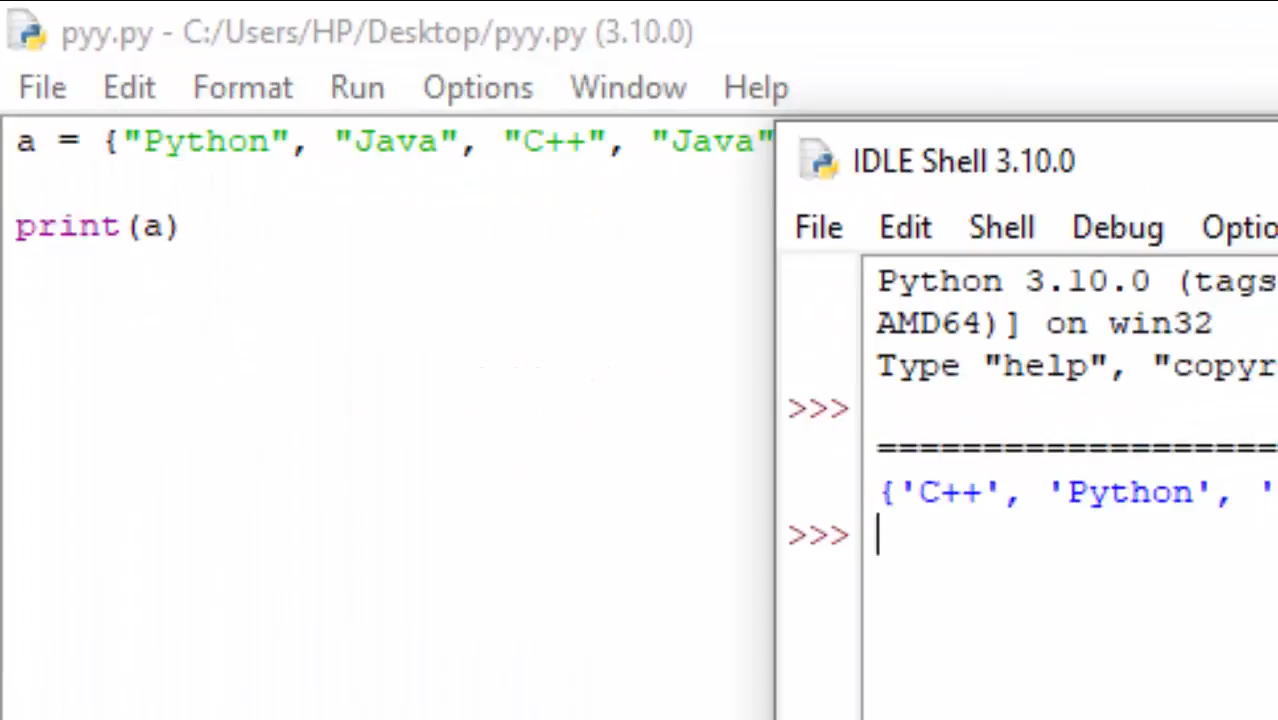 pyy.py - C:/Users/HP/Desktop/pyy.py (3.10.0)
File Edit Format Run Options Window Help
a = {"Python", "Java", "C++", "Java"
print(a)
IDLE Shell 3.10.0
File Edit Shell Debug Optio
Python 3.10.0 (tags
AMD64)] on win32
Type "help", "copyr
>>>
=====================
{'C++', 'Python', '
>>>